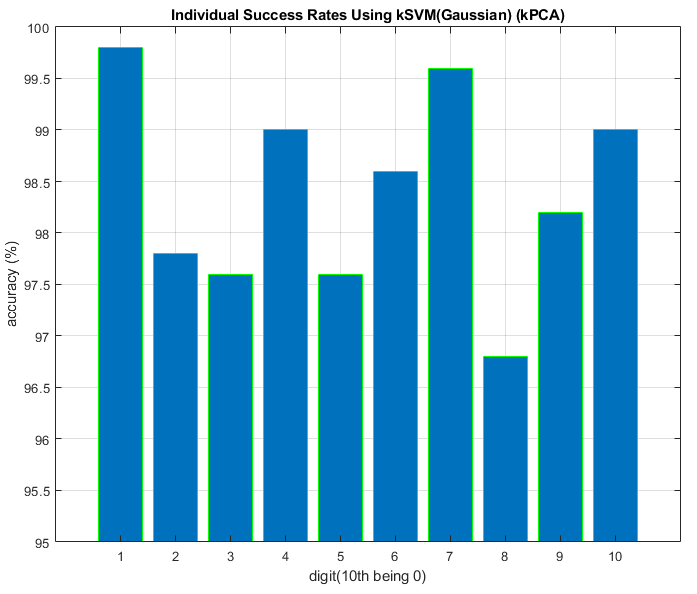 Individual Success Rates Using kSVM(Gaussian) (kPCA)
100
99.5
99
98.5
98
97.5
97
96.5
96
95.5
95
accuracy (%)
1 2 3 4 5 6 7 8 9 10
digit(10th being 0)